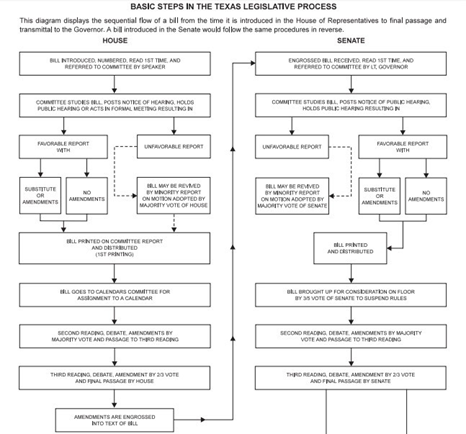 BASIC STEPS IN THE TEXAS LEGISLATIVE PROCESS
This diagram displays the sequential flow of a bill from the time it is introduced in the House of Representatives to final passage and
transmittal to the Governor. A bill introduced in the Senate would follow the same procedures in reverse.
HOUSE
BILL INTRODUCED, NUMBERED, READ 1ST TIME, AND
REFERRED TO COMMITTEE BY SPEAKER
COMMITTEE STUDIES BILL, POSTS NOTICE OF HEARING, HOLDS
PUBLIC HEARING OR ACTS IN FORMAL MEETING RESULTING IN
FAVORABLE REPORT
WITH
UNFAVORABLE REPORT
SUBSTITUTE
OR
AMENDMENTS
NO
AMENDMENTS
BILL MAY BE REVIVED
BY MINORITY REPORT
ON MOTION ADOPTED BY
MAJORITY VOTE OF HOUSE
BILL PRINTED ON COMMITTEE REPORT
AND DISTRIBUTED
(1ST PRINTING)
BILL GOES TO CALENDARS COMMITTEE FOR
ASSIGNMENT TO A CALENDAR
SECOND READING, DEBATE, AMENDMENTS BY
MAJORITY VOTE AND PASSAGE TO THIRD READING
THIRD READING, DEBATE, AMENDMENT BY 2/3 VOTE
AND FINAL PASSAGE BY HOUSE
AMENDMENTS ARE ENGROSSED
INTO TEXT OF BILL
SENATE
ENGROSSED BILL RECEIVED, READ 1ST TIME, AND
REFERRED TO COMMITTEE BY LT. GOVERNOR
COMMITTEE STUDIES BILL, POSTS NOTICE OF PUBLIC HEARING,
HOLDS PUBLIC HEARING RESULTING IN
UNFAVORABLE REPORT
FAVORABLE REPORT
WITH
BILL MAY BE REVIVED
BY MINORITY REPORT
ON MOTION ADOPTED BY
MAJORITY VOTE OF SENATE
SUBSTITUTE
OR
AMENDMENTS
NO
AMENDMENTS
BILL PRINTED
AND DISTRIBUTED
BILL BROUGHT UP FOR CONSIDERATION ON FLOOR
BY 3/5 VOTE OF SENATE TO SUSPEND RULES
SECOND READING, DEBATE, AMENDMENTS BY MAJORITY
VOTE AND PASSAGE TO THIRD READING
THIRD READING, DEBATE, AMENDMENT BY 2/3 VOTE
AND FINAL PASSAGE BY SENATE